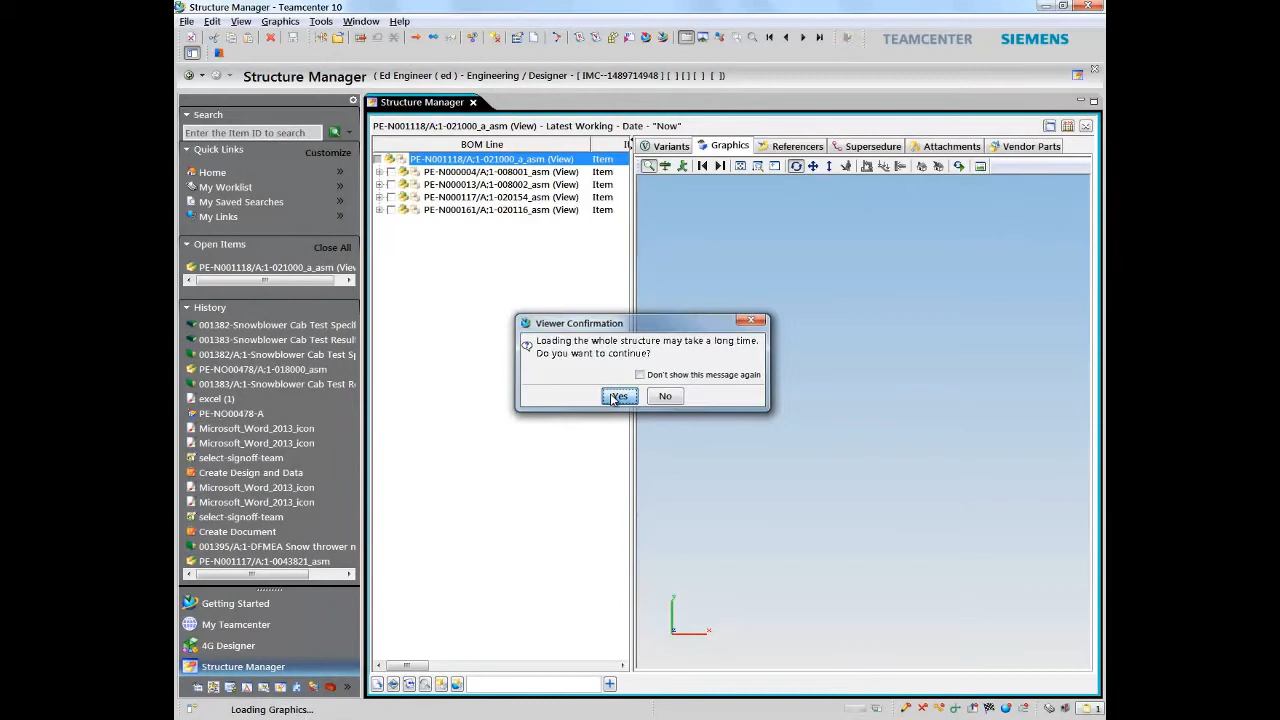 Structure Manager - Teamcenter 10
File Edit View Graphics Tools Window Help
TEAMCENTER SIEMENS
Structure Manager ( Ed Engineer ( ed ) - Engineering / Designer - [ IMC--1489714948 ] [ ] [ ] [ ] [ ])
Search
Enter the Item ID to search
Quick Links Customize
Home
My Worklist
My Saved Searches
My Links
Open Items Close All
PE-N001118/A;1-021000_a_asm (Viev
History
001382-Snowblower Cab Test Specif
001383-Snowblower Cab Test Result
001382/A;1-Snowblower Cab Test Sp
PE-NO00478/A;1-018000_asm
001383/A;1-Snowblower Cab Test Re
excel (1)
PE-NO00478-A
Microsoft_Word_2013_icon
Microsoft_Word_2013_icon
select-signoff-team
Create Design and Data
Microsoft_Word_2013_icon
Microsoft_Word_2013_icon
select-signoff-team
Create Document
001395/A;1-DFMEA Snow thrower m
PE-N001117/A;1-0043821_asm
Getting Started
My Teamcenter
4G Designer
Structure Manager
Structure Manager
PE-N001118/A;1-021000_a_asm (View) - Latest Working - Date - "Now"
BOM Line
PE-N001118/A;1-021000_a_asm (View) Item
PE-N000004/A;1-008001_asm (View) Item
PE-N000013/A;1-008002_asm (View) Item
PE-N000117/A;1-020154_asm (View) Item
PE-N000161/A;1-020116_asm (View) Item
Variants Graphics Referencers Supersedure Attachments Vendor Parts
Viewer Confirmation
Loading the whole structure may take a long time.
Do you want to continue?
Don't show this message again
Yes No
Y
X
Loading Graphics...
1